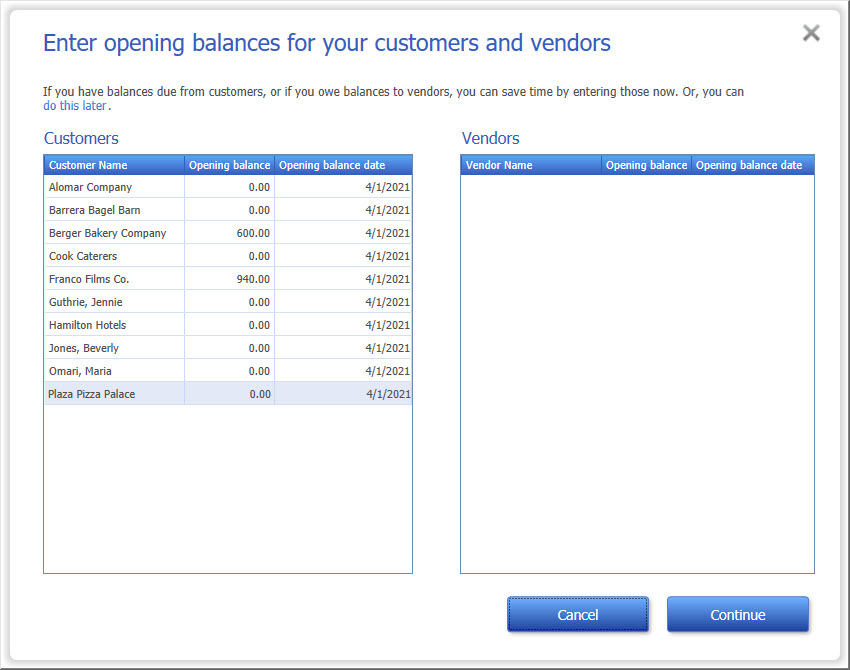 Enter opening balances for your customers and vendors
If you have balances due from customers, or if you owe balances to vendors, you can save time by entering those now. Or, you can
do this later.
Customers
Customer Name Opening balance Opening balance date
Alomar Company 0.00 4/1/2021
Barrera Bagel Barn 0.00 4/1/2021
Berger Bakery Company 600.00 4/1/2021
Cook Caterers 0.00 4/1/2021
Franco Films Co. 940.00 4/1/2021
Guthrie, Jennie 0.00 4/1/2021
Hamilton Hotels 0.00 4/1/2021
Jones, Beverly 0.00 4/1/2021
Omari, Maria 0.00 4/1/2021
Plaza Pizza Palace 0.00 4/1/2021
Vendors
Vendor Name Opening balance Opening balance date
Cancel Continue